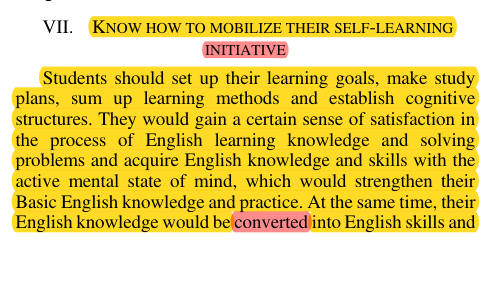 VII. KNOW HOW TO MOBILIZE THEIR SELF-LEARNING
INITIATIVE
Students should set up their learning goals, make study
plans, sum up learning methods and establish cognitive
structures. They would gain a certain sense of satisfaction in
the process of English learning knowledge and solving
problems and acquire English knowledge and skills with the
active mental state of mind, which would strengthen their
Basic English knowledge and practice. At the same time, their
English knowledge would be converted into English skills and